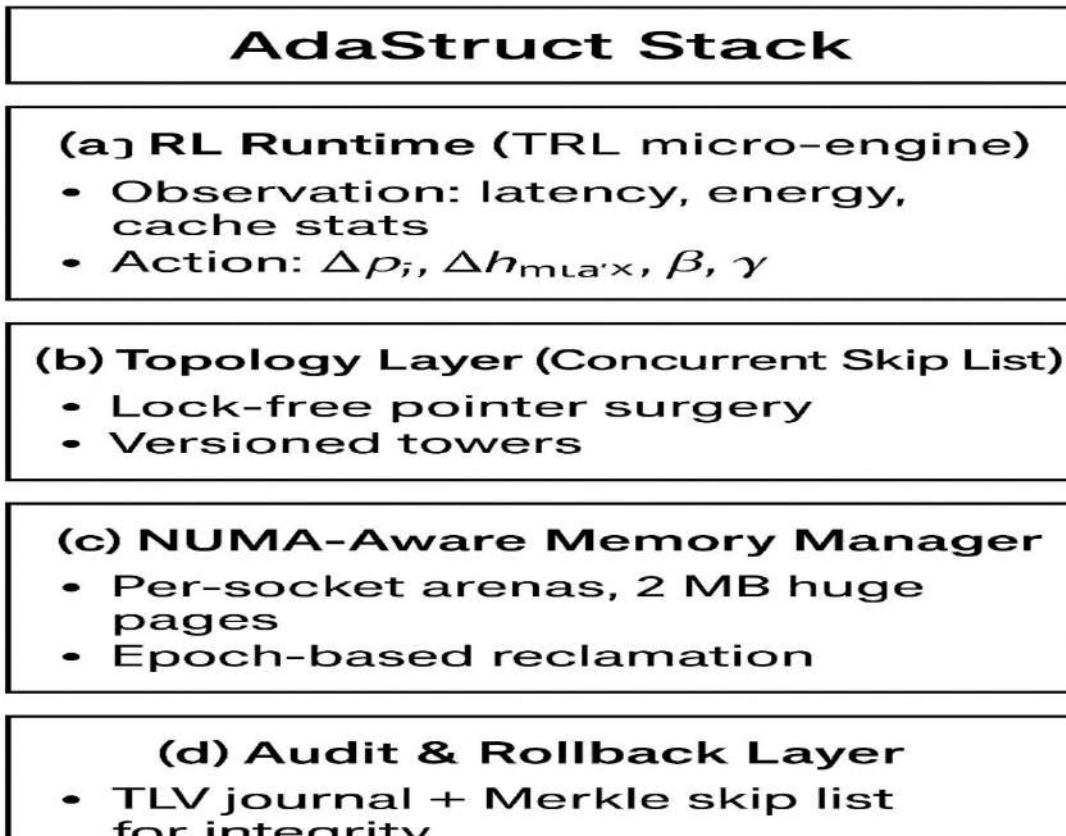 AdaStruct Stack
(a) RL Runtime (TRL micro-engine)
• Observation: latency, energy,
cache stats
• Action: Δpᵢ, Δh, β, γ
(b) Topology Layer (Concurrent Skip List)
• Lock-free pointer surgery
• Versioned towers
(c) NUMA-Aware Memory Manager
• Per-socket arenas, 2 MB huge
pages
• Epoch-based reclamation
(d) Audit & Rollback Layer
• TLV journal + Merkle skip list
for integrity